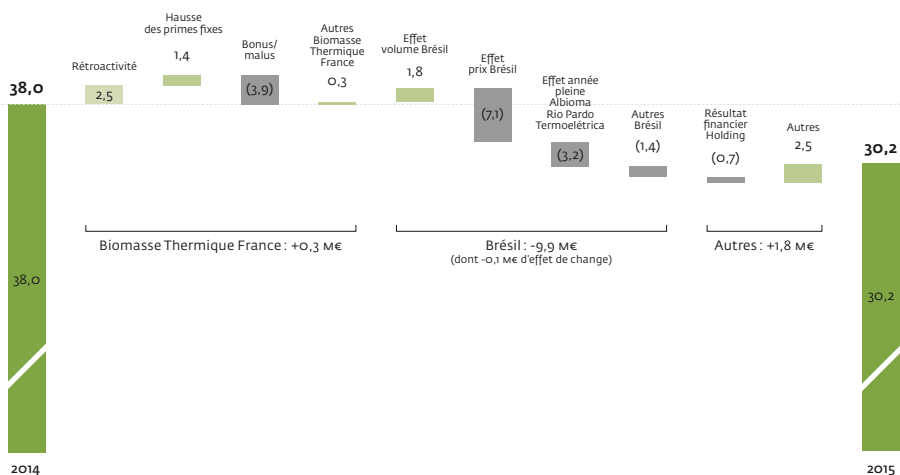 38,0
Rétroactivité
2,5
Hausse
des primes fixes
1,4
Bonus/
malus
(3,9)
Autres
Biomasse
Thermique
France
0,3
Effet
volume Brésil
1,8
Effet
prix Brésil
(7,1)
Effet année
pleine
Albioma
Rio Pardo
Termoelétrica
(3,2)
Autres
Brésil
(1,4)
Résultat
financier
Holding
(0,7)
Autres
2,5
30,2
Biomasse Thermique France : +0,3 M€
Brésil : -9,9 M€
(dont -0,1 M€ d'effet de change)
Autres : +1,8 M€
38,0
30,2
2014
2015